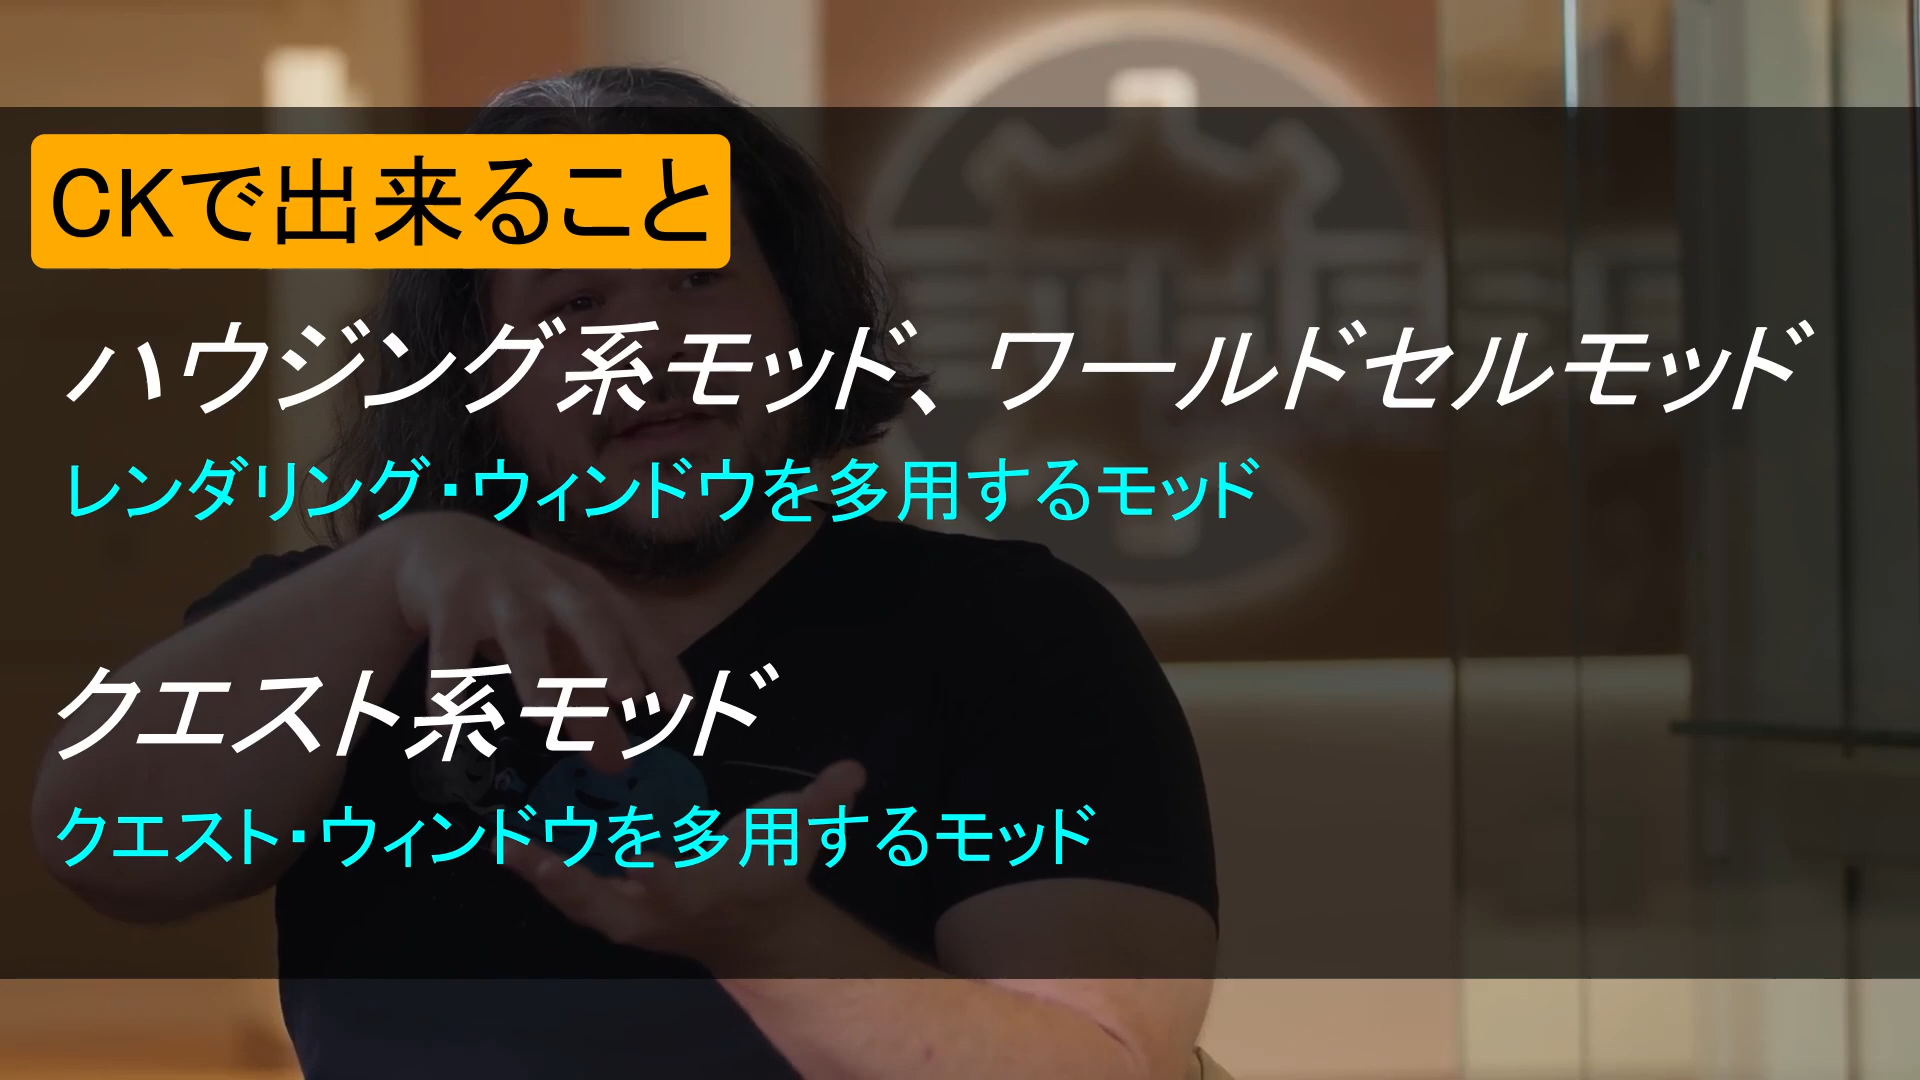 CKで出来ること
ハウジング系モッド、ワールドセルモッド
レンダリング・ウィンドウを多用するモッド
クエスト系モッド
クエスト・ウィンドウを多用するモッド